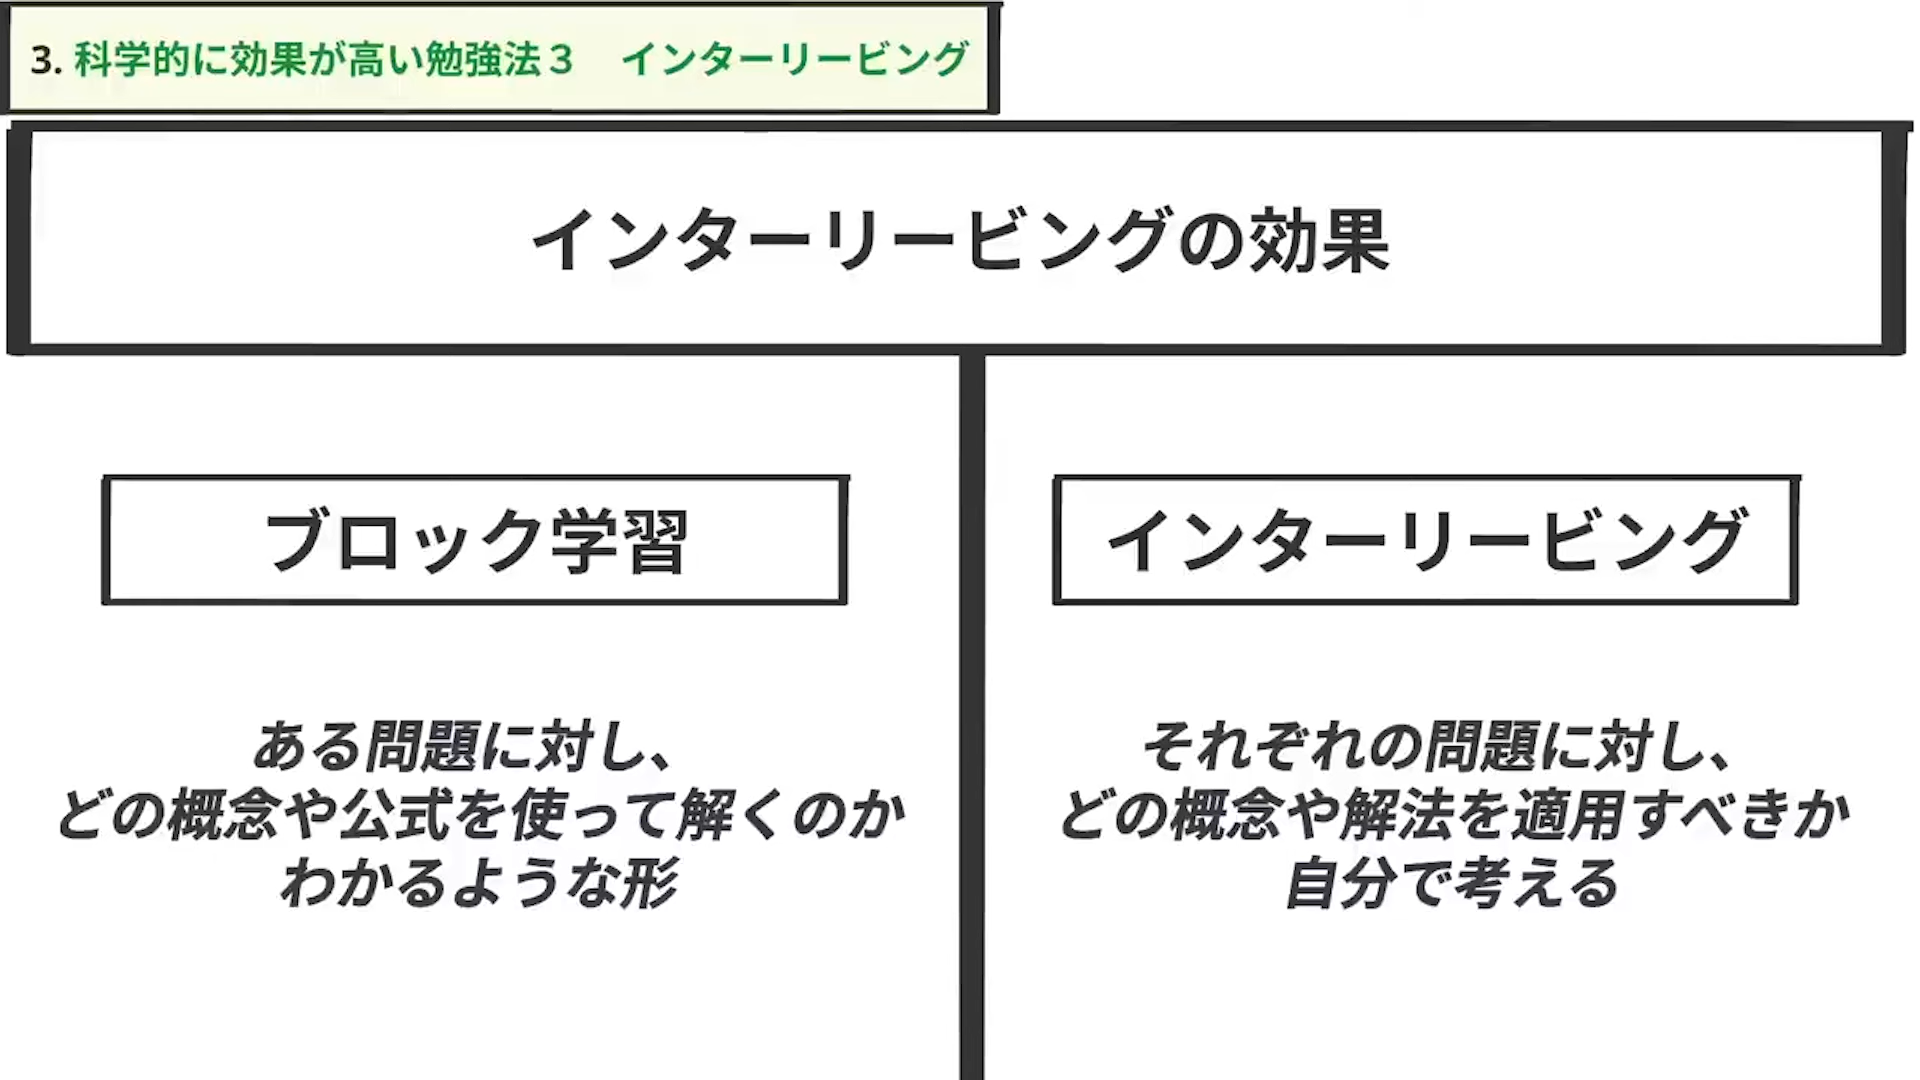 3. 科学的に効果が高い勉強法３　インターリービング
インターリービングの効果
ブロック学習
ある問題に対し、
どの概念や公式を使って解くのか
わかるような形
インターリービング
それぞれの問題に対し、
どの概念や解法を適用すべきか
自分で考える